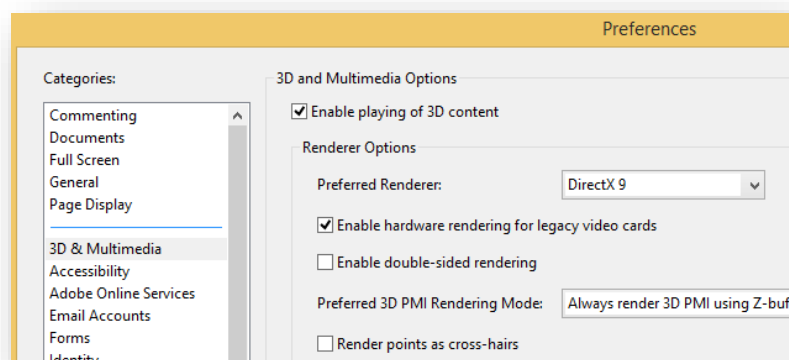 Preferences
Categories:
Commenting
Documents
Full Screen
General
Page Display
3D & Multimedia
Accessibility
Adobe Online Services
Email Accounts
Forms
Identity
3D and Multimedia Options
Enable playing of 3D content
Renderer Options
Preferred Renderer: DirectX 9
Enable hardware rendering for legacy video cards
Enable double-sided rendering
Preferred 3D PMI Rendering Mode: Always render 3D PMI using Z-buf
Render points as cross-hairs